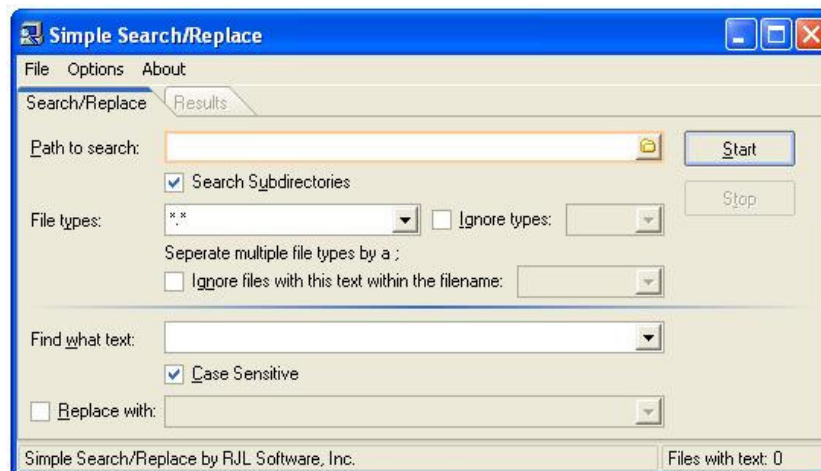 Simple Search/Replace
File Options About
Search/Replace Results
Path to search: Start
Search Subdirectories Stop
File types: *.* Ignore types:
Seperate multiple file types by a ;
Ignore files with this text within the filename:
Find what text:
Case Sensitive
Replace with:
Simple Search/Replace by RJL Software, Inc. Files with text: 0